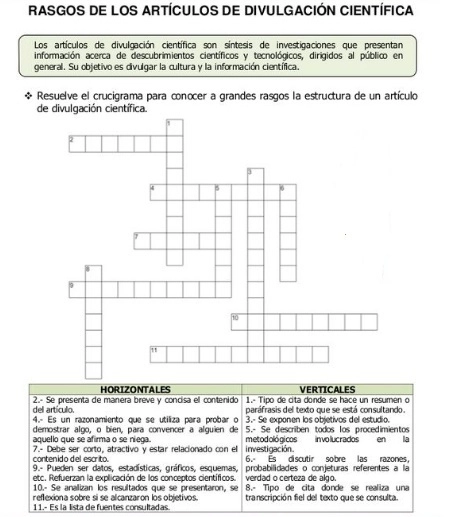 RASGOS DE LOS ARTÍCULOS DE DIVULGACIÓN CIENTÍFICA
Los artículos de divulgación científica son síntesis de investigaciones que presentan
información acerca de descubrimientos científicos y tecnológicos, dirigidos al público en
general. Su objetivo es divulgar la cultura y la información científica.
❖ Resuelve el crucigrama para conocer a grandes rasgos la estructura de un artículo
de divulgación científica.
1
2
3
4 5 6
7
8
9
10
11
HORIZONTALES
2.- Se presenta de manera breve y concisa el contenido
del artículo.
4.- Es un razonamiento que se utiliza para probar o
demostrar algo, o bien, para convencer a alguien de
aquello que se afirma o se niega.
7.- Debe ser corto, atractivo y estar relacionado con el
contenido del escrito.
9.- Pueden ser datos, estadísticas, gráficos, esquemas,
etc. Refuerzan la explicación de los conceptos científicos.
10.- Se analizan los resultados que se presentaron, se
reflexiona sobre si se alcanzaron los objetivos.
11.- Es la lista de fuentes consultadas.
VERTICALES
1.- Tipo de cita donde se hace un resumen o
paráfrasis del texto que se está consultando.
3.- Se exponen los objetivos del estudio.
5.- Se describen todos los procedimientos
metodológicos involucrados en la
investigación.
6.- Es discutir sobre las razones,
probabilidades o conjeturas referentes a la
verdad o certeza de algo.
8.- Tipo de cita donde se realiza una
transcripción fiel del texto que se consulta.